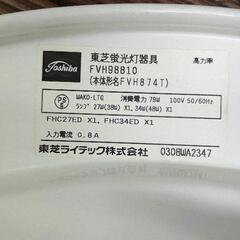 東芝蛍光灯器具
高力率
Toshiba
FVH98810
(本体形名FVH874T)
PSE
WAKO-LTG 消費電力 79W 100V 50/60Hz
ランプ 27W(38W) X1, 34W(48W) X1
FHC27ED X1, FHC34ED X1
入力電流 0.8A
東芝ライテック株式会社 0308WA2347